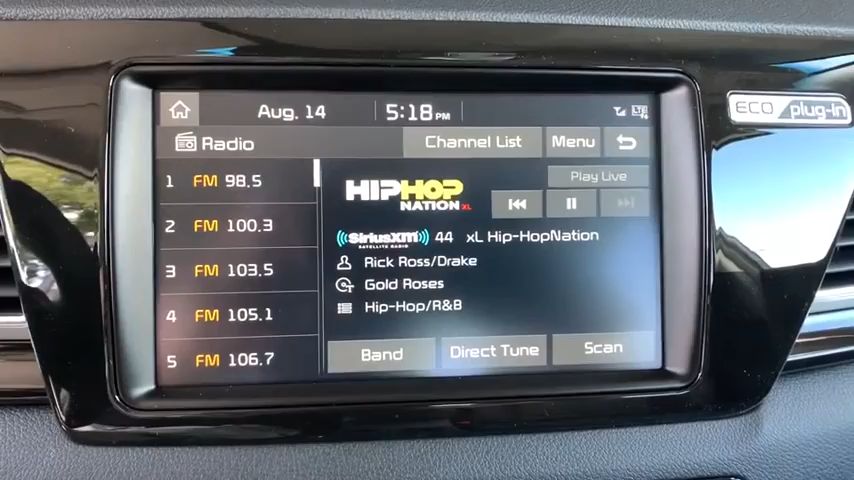 Aug. 14 5:18 PM LTE
ECO plug-in
Radio Channel List Menu
Play Live
1 FM 98.5
2 FM 100.3
3 FM 103.5
4 FM 105.1
5 FM 106.7
HIPHOP
NATION XL
SiriusXM
SATELLITE RADIO
44 xL Hip-HopNation
Rick Ross/Drake
Gold Roses
Hip-Hop/R&B
Band Direct Tune Scan